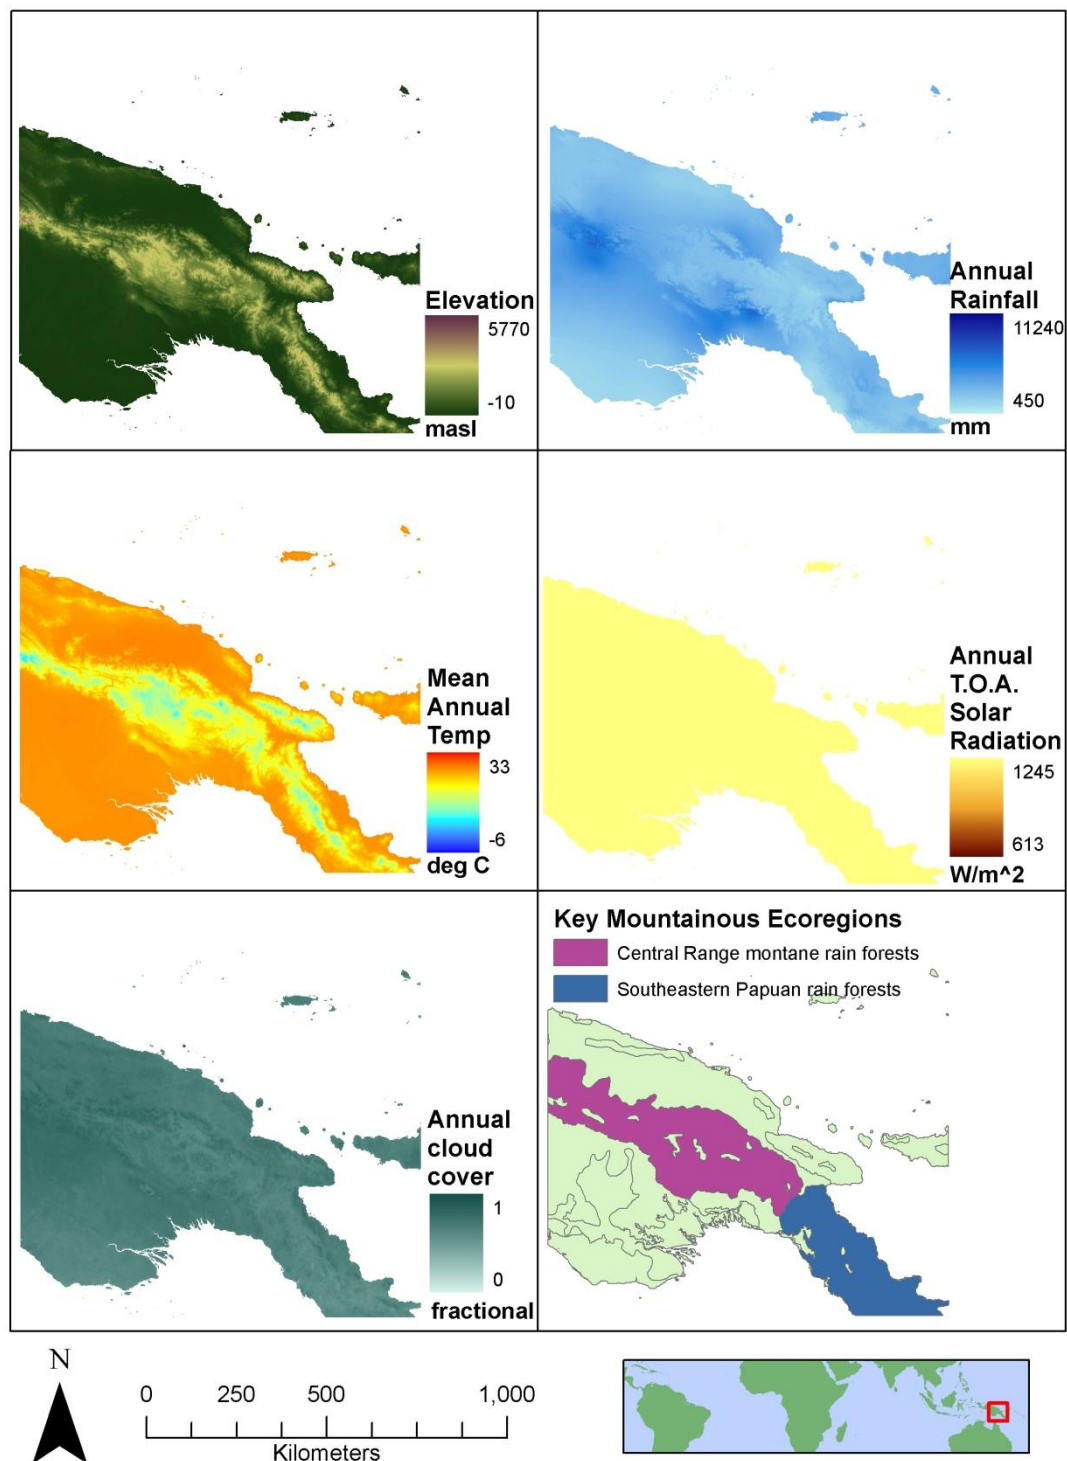 Elevation
5770
-10
masl
Annual
Rainfall
11240
450
mm
Mean
Annual
Temp
33
-6
deg C
Annual
T.O.A.
Solar
Radiation
1245
613
W/m^2
Annual
cloud
cover
1
0
fractional
Key Mountainous Ecoregions
Central Range montane rain forests
Southeastern Papuan rain forests
N
0 250 500 1,000
Kilometers